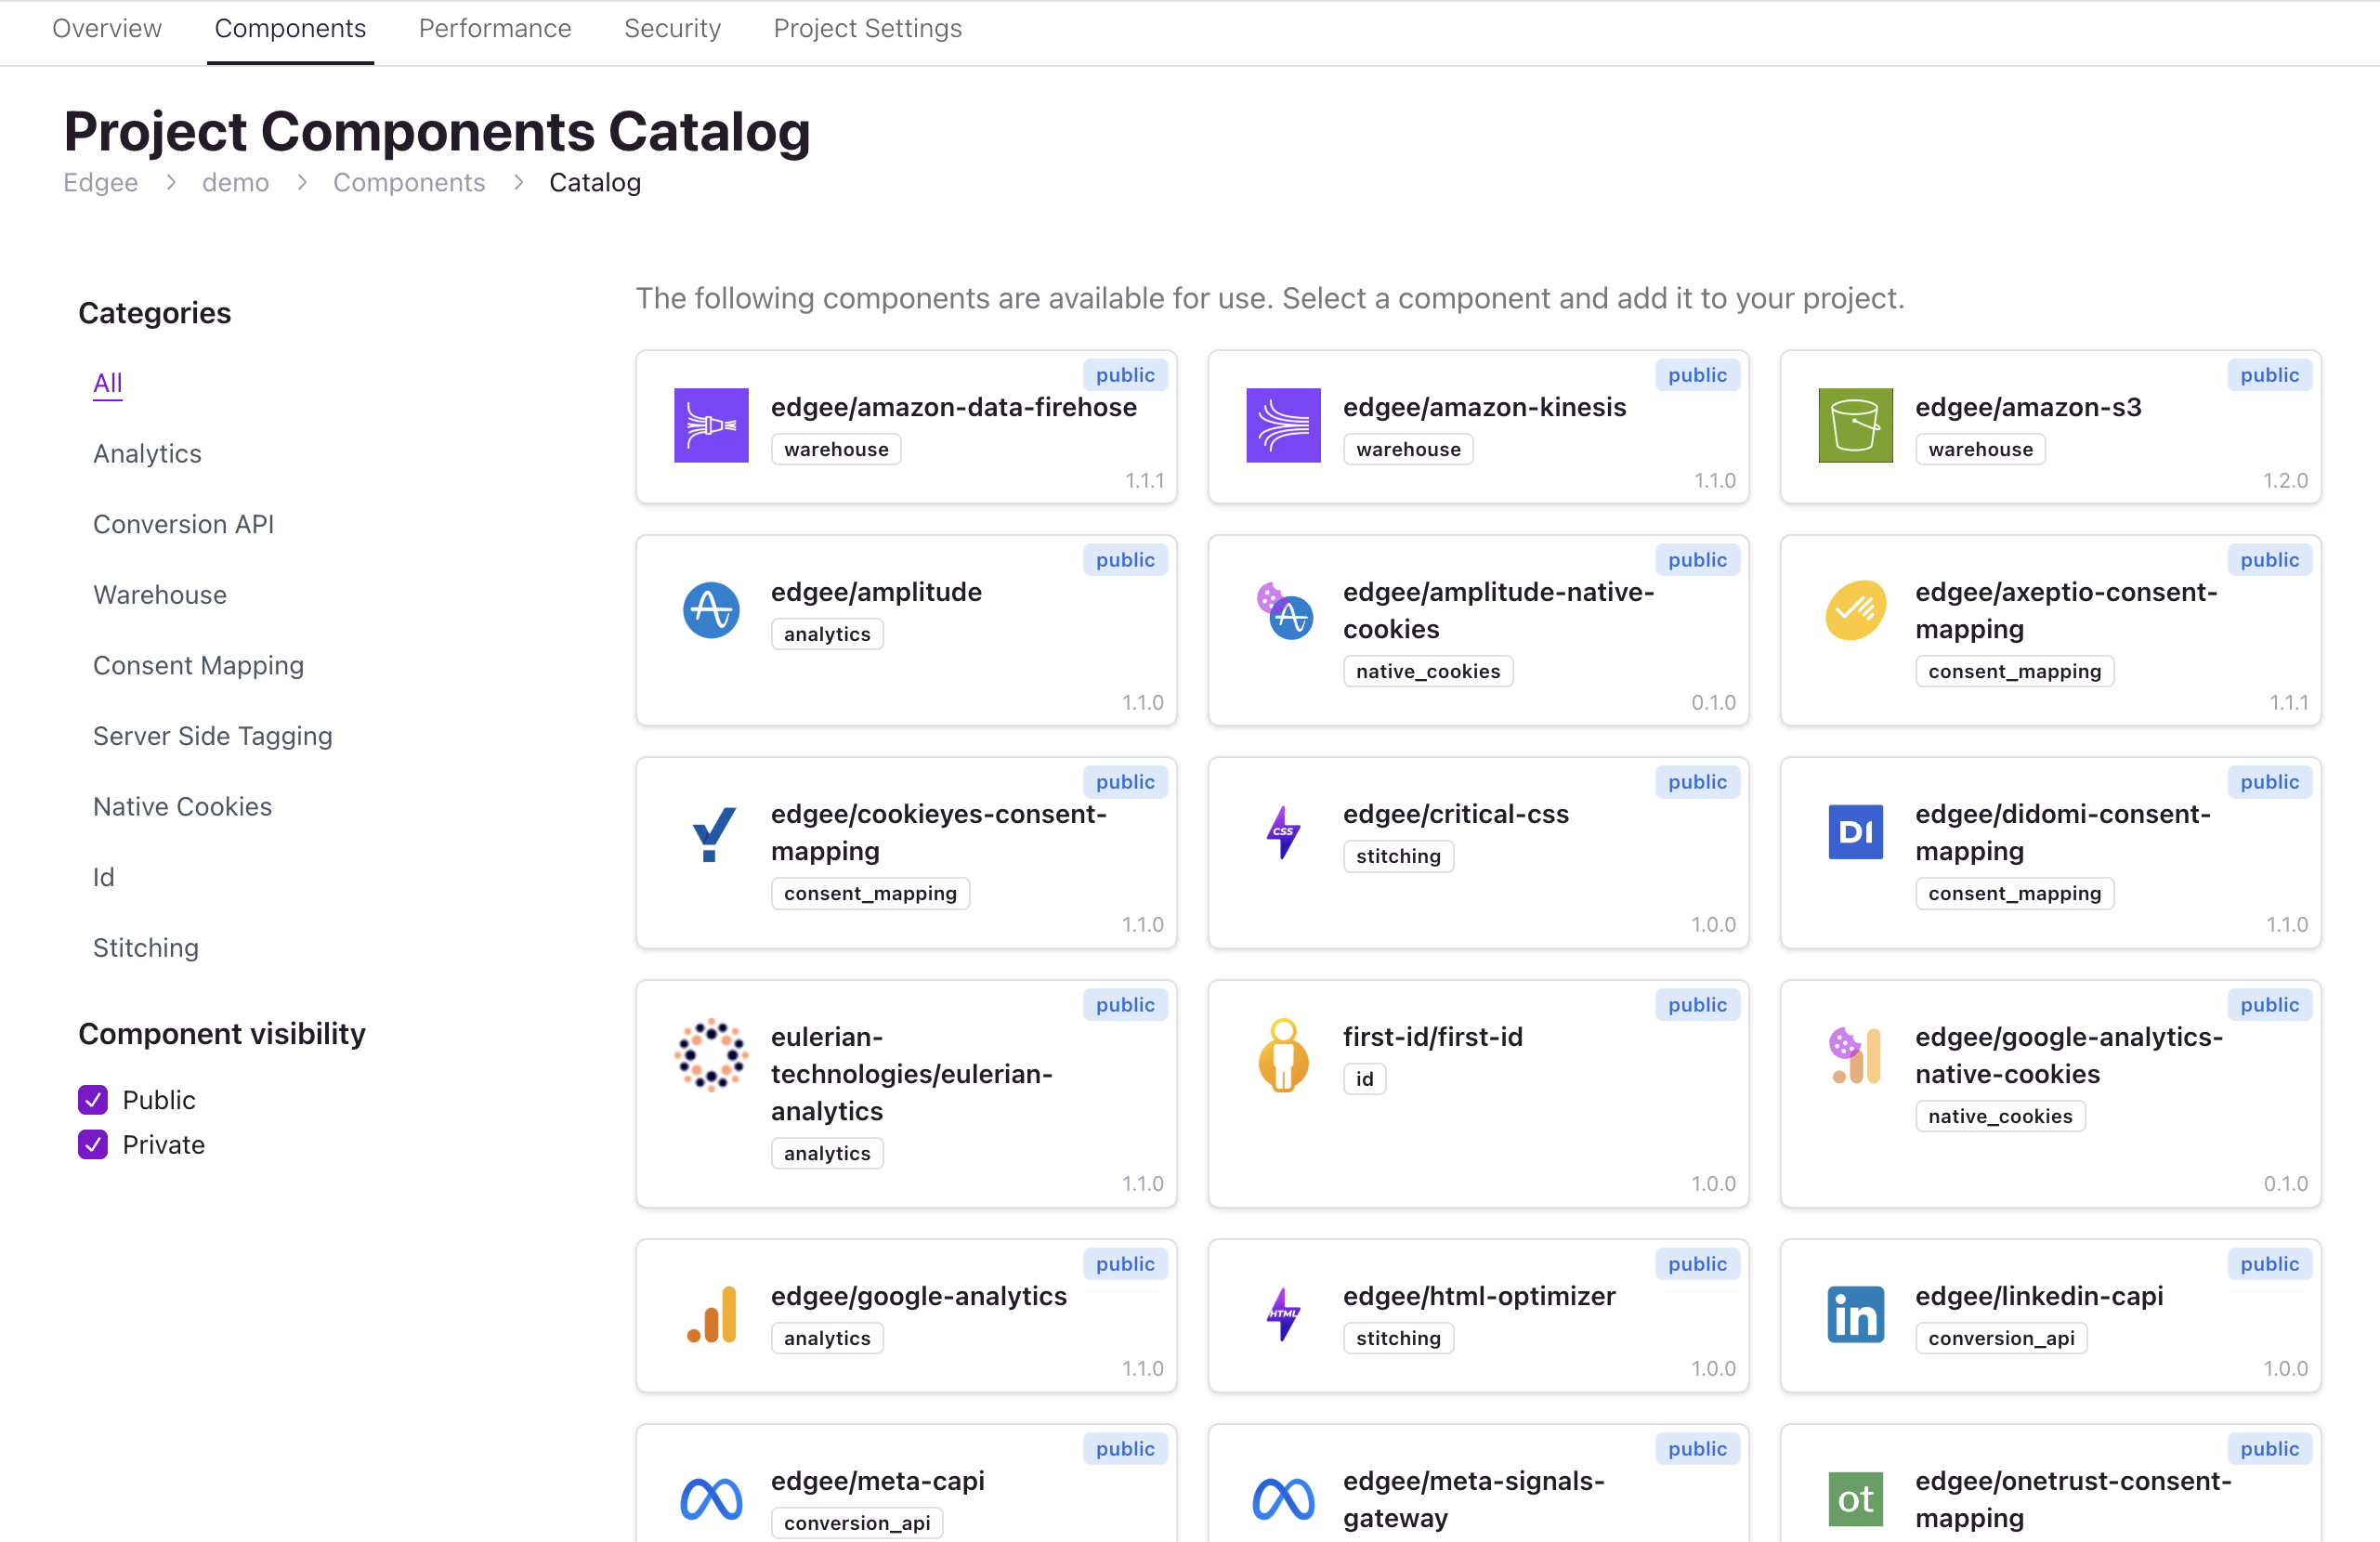 Overview Components Performance Security Project Settings
Project Components Catalog
Edgee > demo > Components > Catalog
Categories
All
Analytics
Conversion API
Warehouse
Consent Mapping
Server Side Tagging
Native Cookies
Id
Stitching
Component visibility
Public
Private
The following components are available for use. Select a component and add it to your project.
public
edgee/amazon-data-firehose
warehouse
1.1.1
public
edgee/amazon-kinesis
warehouse
1.1.0
public
edgee/amazon-s3
warehouse
1.2.0
public
edgee/amplitude
analytics
1.1.0
public
edgee/amplitude-native-
cookies
native_cookies
0.1.0
public
edgee/axeptio-consent-
mapping
consent_mapping
1.1.1
public
edgee/cookieyes-consent-
mapping
consent_mapping
1.1.0
public
CSS
edgee/critical-css
stitching
1.0.0
public
DI
edgee/didomi-consent-
mapping
consent_mapping
1.1.0
public
eulerian-
technologies/eulerian-
analytics
analytics
1.1.0
public
first-id/first-id
id
1.0.0
public
edgee/google-analytics-
native-cookies
native_cookies
0.1.0
public
edgee/google-analytics
analytics
1.1.0
public
HTML
edgee/html-optimizer
stitching
1.0.0
public
in
edgee/linkedin-capi
conversion_api
1.0.0
public
edgee/meta-capi
conversion_api
public
edgee/meta-signals-
gateway
public
ot
edgee/onetrust-consent-
mapping